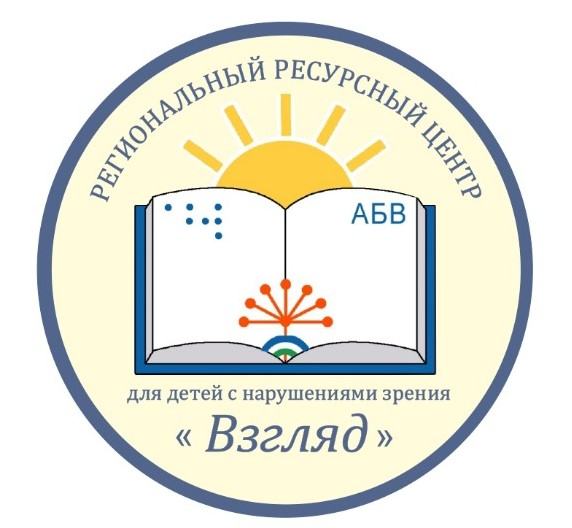 РЕГИОНАЛЬНЫЙ РЕСУРСНЫЙ ЦЕНТР
АБВ
для детей с нарушениями зрения
« Взгляд »